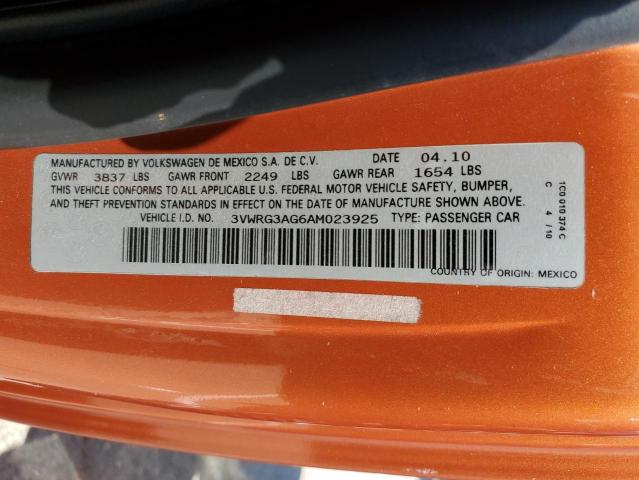 MANUFACTURED BY VOLKSWAGEN DE MEXICO S.A. DE C.V. DATE 04.10
GVWR 3837 LBS GAWR FRONT 2249 LBS GAWR REAR 1654 LBS
THIS VEHICLE CONFORMS TO ALL APPLICABLE U.S. FEDERAL MOTOR VEHICLE SAFETY, BUMPER,
AND THEFT PREVENTION STANDARDS IN EFFECT ON THE DATE OF MANUFACTURE SHOWN ABOVE.
VEHICLE I.D. NO. 3VWRG3AG6AM023925 TYPE: PASSENGER CAR
COUNTRY OF ORIGIN: MEXICO
1C0 010 374 C
C 4/10